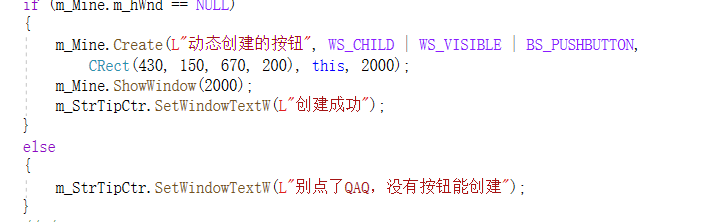 if (m_Mine.m_hWnd == NULL)
{
m_Mine.Create(L"动态创建的按钮", WS_CHILD | WS_VISIBLE | BS_PUSHBUTTON,
CRect(430, 150, 670, 200), this, 2000);
m_Mine.ShowWindow(2000);
m_StrTipCtr.SetWindowTextW(L"创建成功");
}
else
{
m_StrTipCtr.SetWindowTextW(L"别点了QAQ，没有按钮能创建");
}